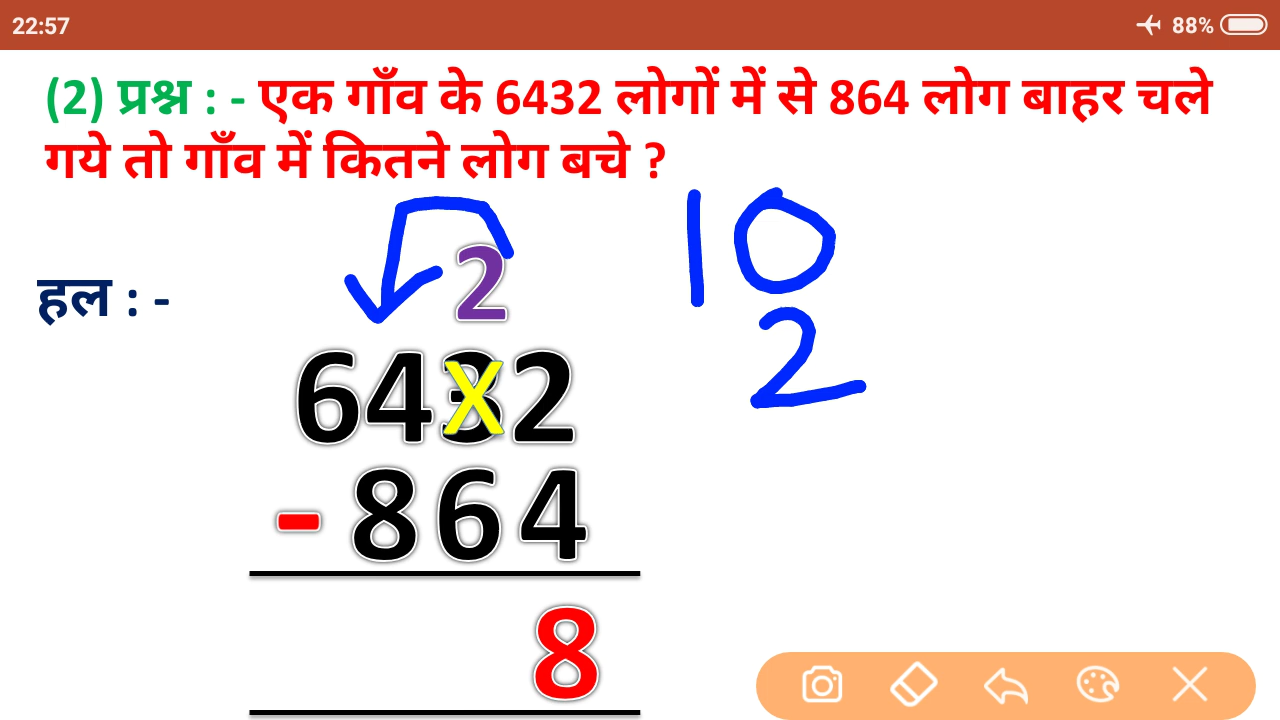 22:57 88%
(2) प्रश्न : - एक गाँव के 6432 लोगों में से 864 लोग बाहर चले
गये तो गाँव में कितने लोग बचे ?
10
2
हल : - 2
6432
X
- 864
8